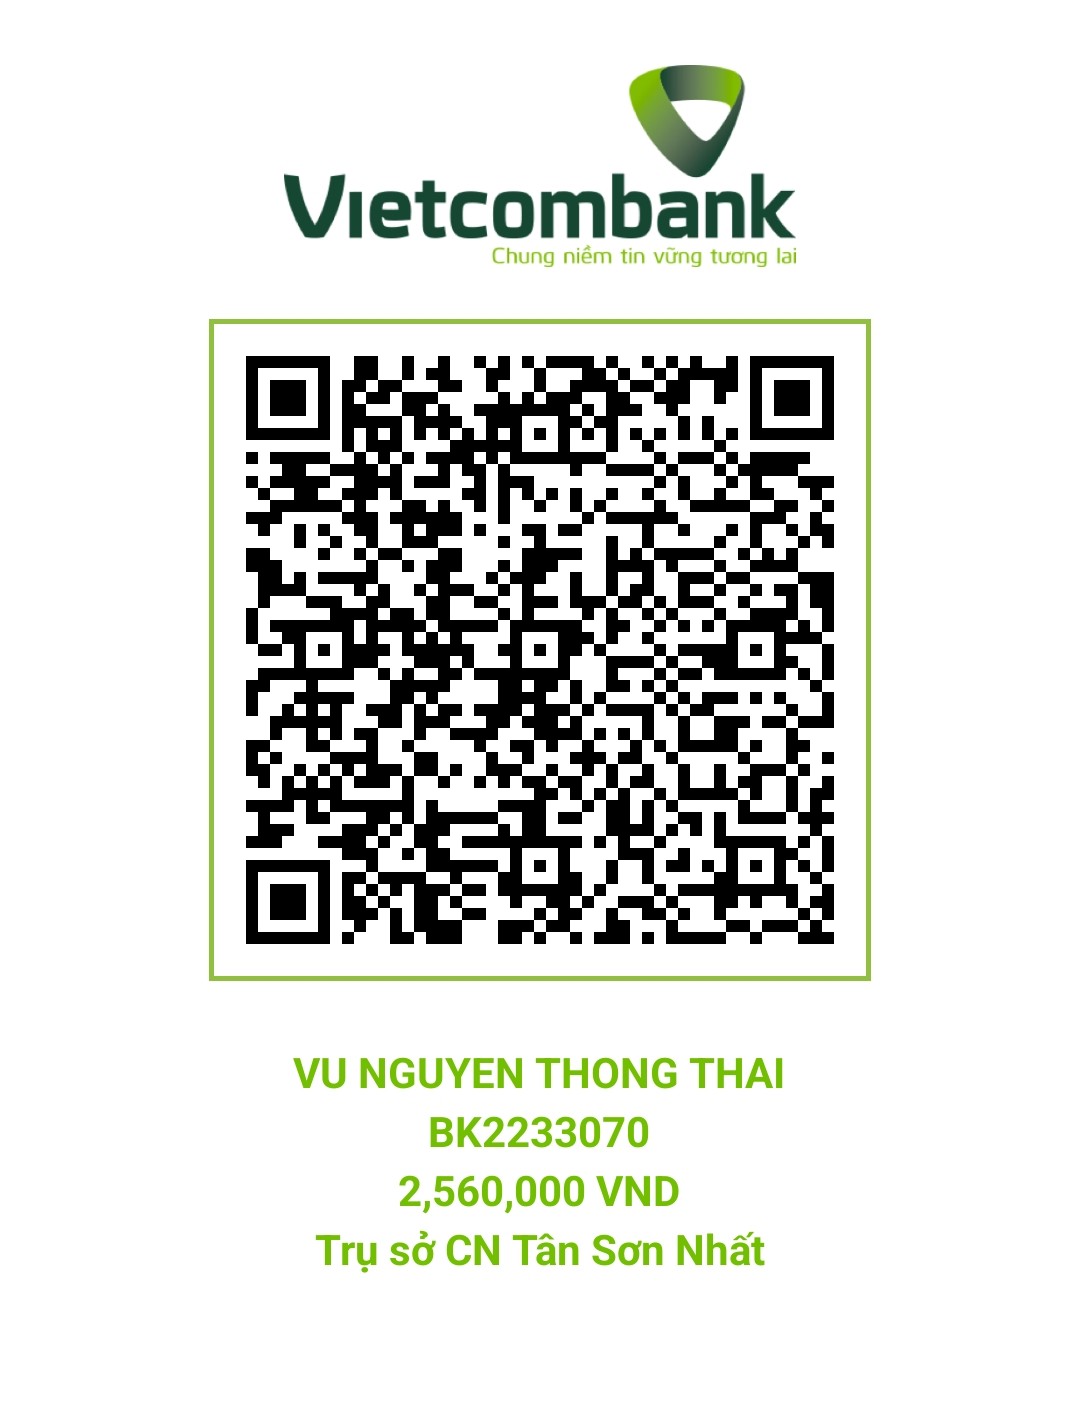 Vietcombank
Chung niềm tin vững tương lai
VU NGUYEN THONG THAI
BK2233070
2,560,000 VND
Trụ sở CN Tân Sơn Nhất